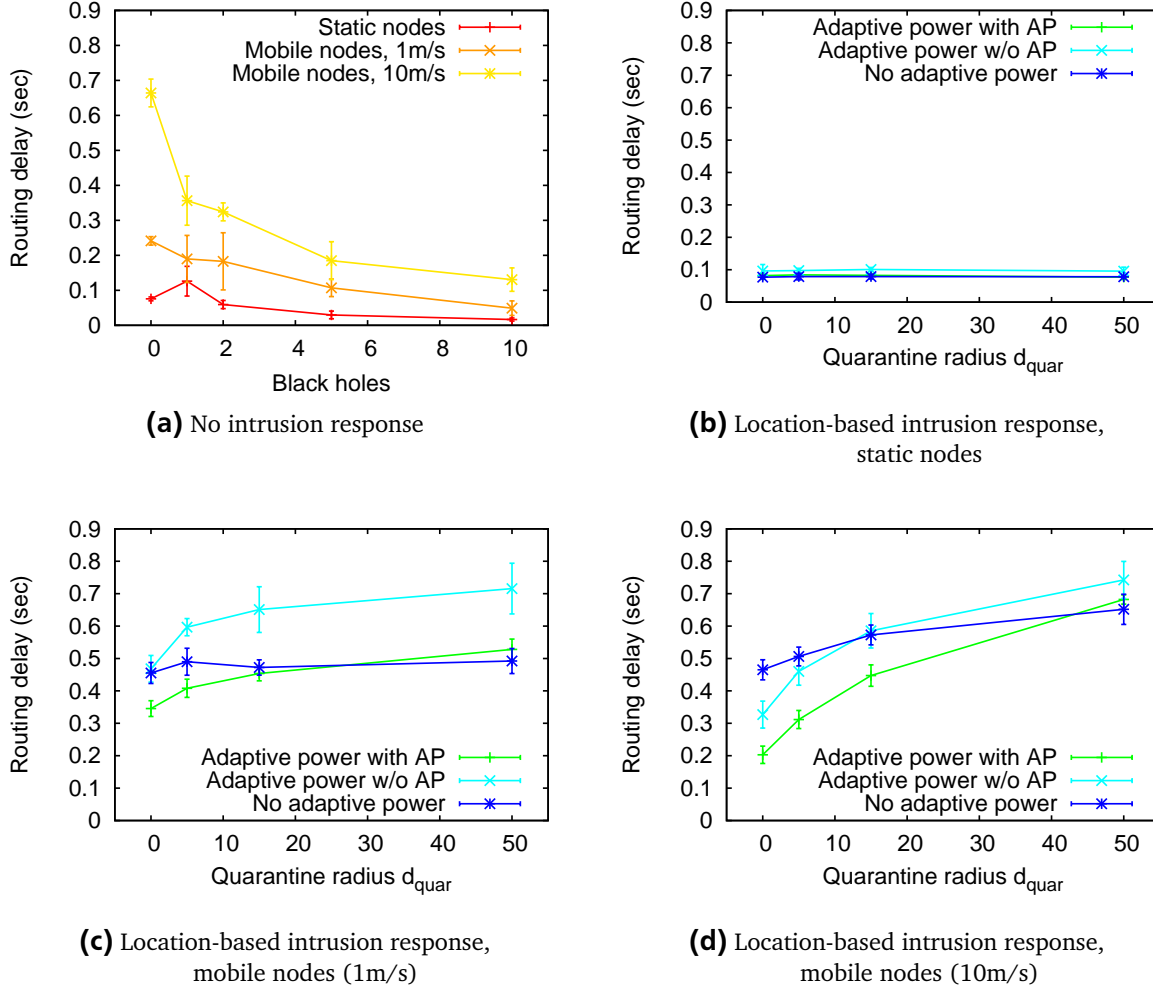 Routing delay (sec)
0.9
0.8
0.7
0.6
0.5
0.4
0.3
0.2
0.1
0
Static nodes
Mobile nodes, 1m/s
Mobile nodes, 10m/s
0 2 4 6 8 10
Black holes
(a) No intrusion response
Routing delay (sec)
0.9
0.8
0.7
0.6
0.5
0.4
0.3
0.2
0.1
0
Adaptive power with AP
Adaptive power w/o AP
No adaptive power
0 10 20 30 40 50
Quarantine radius dquar
(b) Location-based intrusion response,
static nodes
Routing delay (sec)
0.9
0.8
0.7
0.6
0.5
0.4
0.3
0.2
0.1
0
Adaptive power with AP
Adaptive power w/o AP
No adaptive power
0 10 20 30 40 50
Quarantine radius dquar
(c) Location-based intrusion response,
mobile nodes (1m/s)
Routing delay (sec)
0.9
0.8
0.7
0.6
0.5
0.4
0.3
0.2
0.1
0
Adaptive power with AP
Adaptive power w/o AP
No adaptive power
0 10 20 30 40 50
Quarantine radius dquar
(d) Location-based intrusion response,
mobile nodes (10m/s)